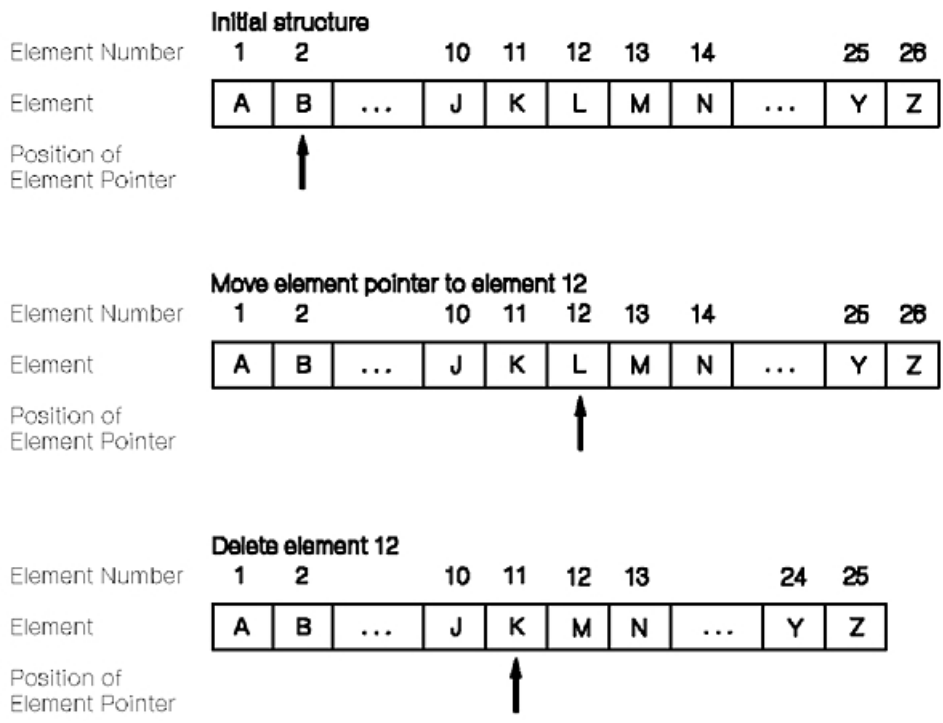 Initial structure
Element Number 1 2 10 11 12 13 14 25 26
Element A B ... J K L M N ... Y Z
Position of
Element Pointer
Move element pointer to element 12
Element Number 1 2 10 11 12 13 14 25 26
Element A B ... J K L M N ... Y Z
Position of
Element Pointer
Delete element 12
Element Number 1 2 10 11 12 13 24 25
Element A B ... J K M N ... Y Z
Position of
Element Pointer